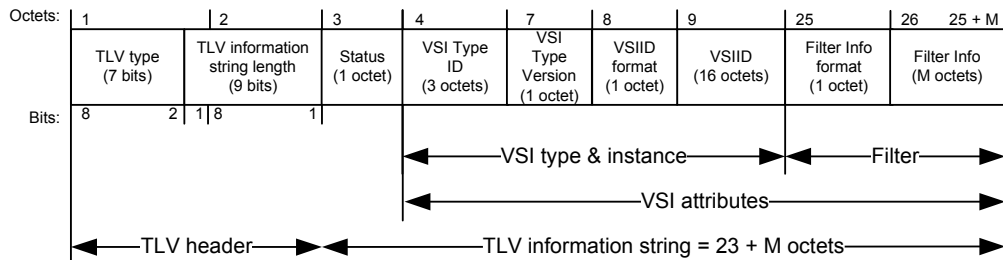 Octets: 1 2 3 4 7 8 9 25 26 25 + M
TLV type
(7 bits)
TLV information
string length
(9 bits)
Status
(1 octet)
VSI Type
ID
(3 octets)
VSI
Type
Version
(1 octet)
VSIID
format
(1 octet)
VSIID
(16 octets)
Filter Info
format
(1 octet)
Filter Info
(M octets)
Bits: 8 2 1 8 1
VSI type & instance
Filter
VSI attributes
TLV header
TLV information string = 23 + M octets